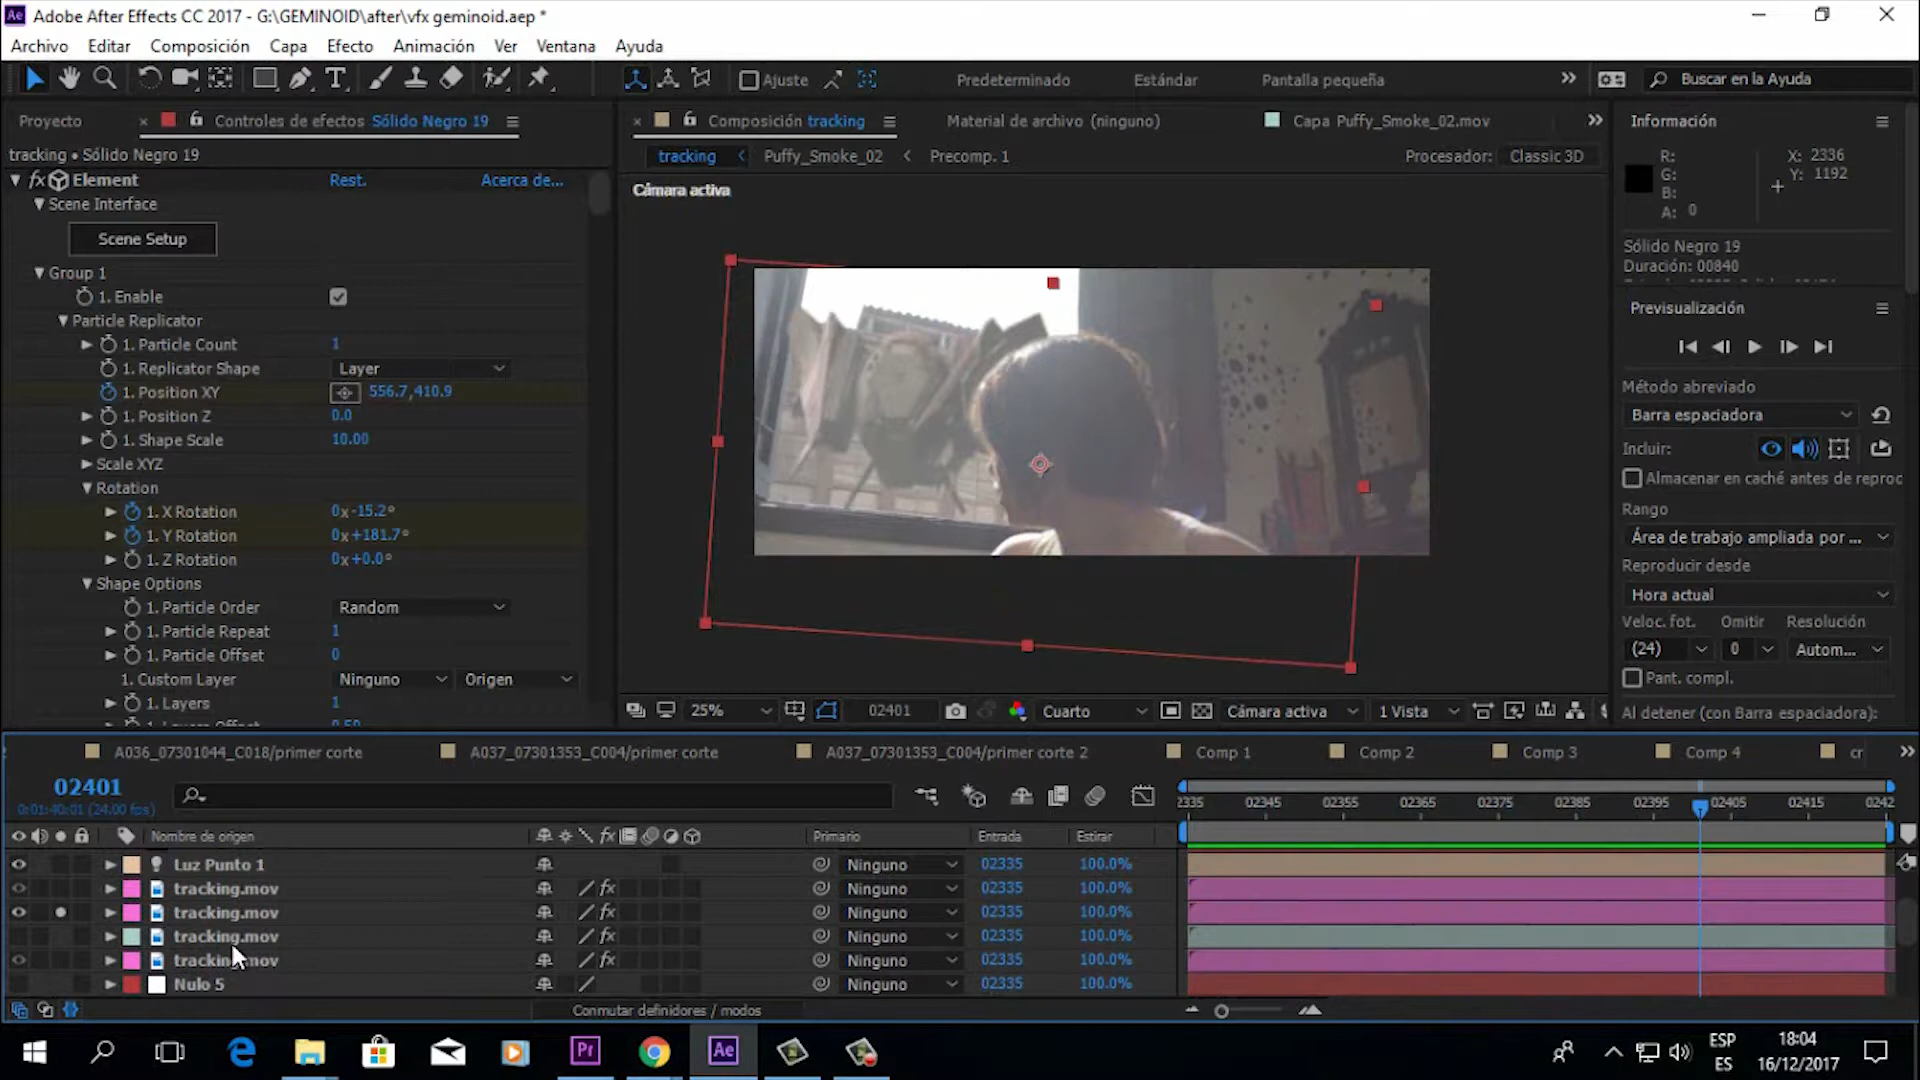 Adobe After Effects CC 2017 - G:\GEMINOID\after\vfx geminoid.aep *
Archivo Editar Composición Capa Efecto Animación Ver Ventana Ayuda
Ajuste Predeterminado Estándar Pantalla pequeña Buscar en la Ayuda
Proyecto Controles de efectos Sólido Negro 19
Composición tracking Material de archivo (ninguno) Capa Puffy_Smoke_02.mov
Información
tracking • Sólido Negro 19
tracking Puffy_Smoke_02 Precomp. 1 Procesador: Classic 3D
R:
G:
B:
A: 0
X: 2336
Y: 1192
fx Element Rest. Acerca de...
Cámara activa
Scene Interface
Scene Setup
Group 1
1. Enable
Particle Replicator
1. Particle Count 1
1. Replicator Shape Layer
1. Position XY 556.7,410.9
1. Position Z 0.0
1. Shape Scale 10.00
Scale XYZ
Rotation
1. X Rotation 0x-15.2°
1. Y Rotation 0x+181.7°
1. Z Rotation 0x+0.0°
Shape Options
1. Particle Order Random
1. Particle Repeat 1
1. Particle Offset 0
1. Custom Layer Ninguno Origen
1. Layers 1
Sólido Negro 19
Duración: 00840
Previsualización
Método abreviado
Barra espaciadora
Incluir:
Almacenar en caché antes de reproc
Rango
Área de trabajo ampliada por ...
Reproducir desde
Hora actual
Veloc. fot. Omitir Resolución
(24) 0 Autom...
Pant. compl.
Al detener (con Barra espaciadora):
25% 02401 Cuarto Cámara activa 1 Vista
A036_07301044_C018/primer corte A037_07301353_C004/primer corte A037_07301353_C004/primer corte 2 Comp 1 Comp 2 Comp 3 Comp 4 cr
02401
0:01:40:01 (24.00 fps)
2335 02345 02355 02365 02375 02385 02395 02405 02415 0242
Nombre de origen fx Primario Entrada Estirar
Luz Punto 1 Ninguno 02335 100.0%
tracking.mov fx Ninguno 02335 100.0%
tracking.mov fx Ninguno 02335 100.0%
tracking.mov fx Ninguno 02335 100.0%
tracking.mov fx Ninguno 02335 100.0%
Nulo 5 Ninguno 02335 100.0%
Conmutar definidores / modos
ESP
ES
18:04
16/12/2017